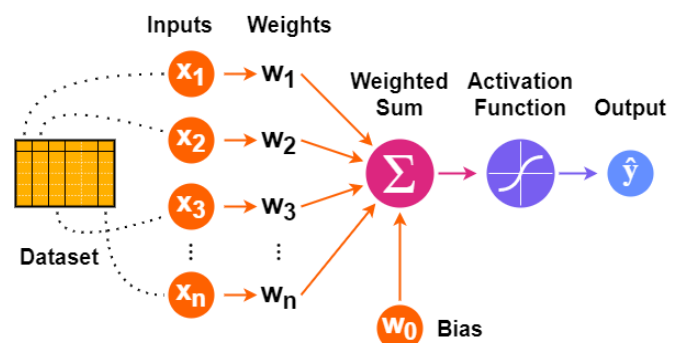 Inputs Weights
x1 w1 Weighted Sum Activation Function Output
x2 w2
Σ ŷ
x3 w3
Dataset
⋮ ⋮
xn wn
w0 Bias